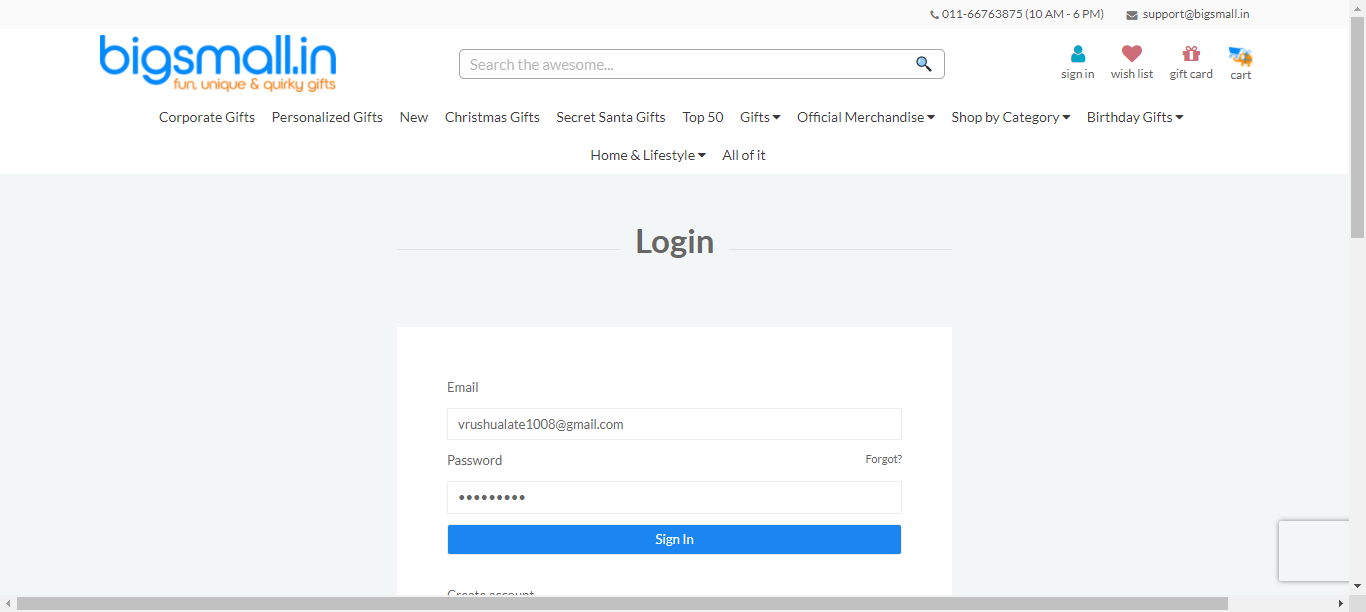 011-66763875 (10 AM - 6 PM) support@bigsmall.in
bigsmall.in
fun, unique & quirky gifts
Search the awesome...
sign in wish list gift card cart
Corporate Gifts Personalized Gifts New Christmas Gifts Secret Santa Gifts Top 50 Gifts Official Merchandise Shop by Category Birthday Gifts
Home & Lifestyle All of it
Login
Email
vrushualate1008@gmail.com
Password Forgot?
Sign In
Create account